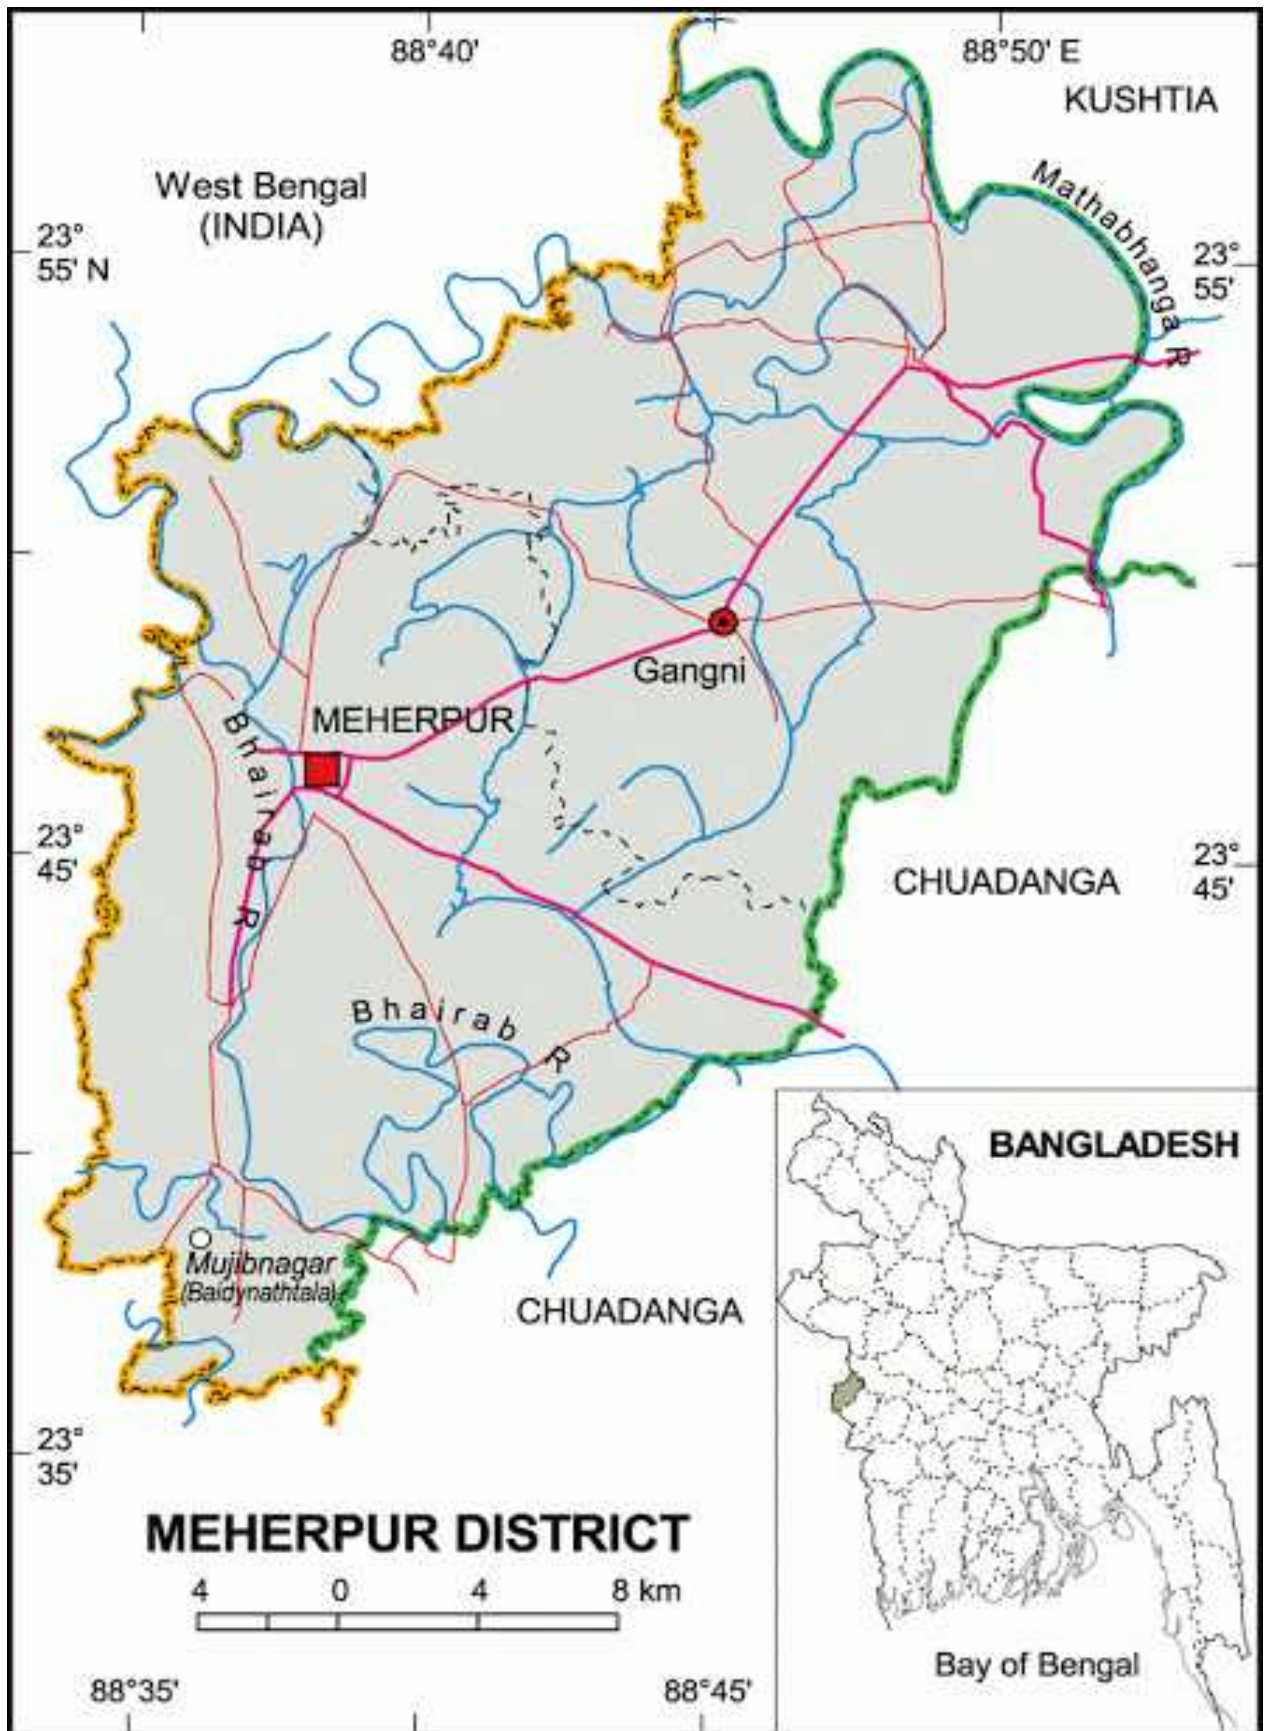 88°40'
88°50' E
KUSHTIA
West Bengal
(INDIA)
Mathabhanga R
23°
55' N
23°
55'
Gangni
MEHERPUR
Bhairab R
23°
45'
CHUADANGA
23°
45'
Bhairab R
BANGLADESH
Mujibnagar
(Baidynathtala)
CHUADANGA
23°
35'
MEHERPUR DISTRICT
4 0 4 8 km
Bay of Bengal
88°35'
88°45'